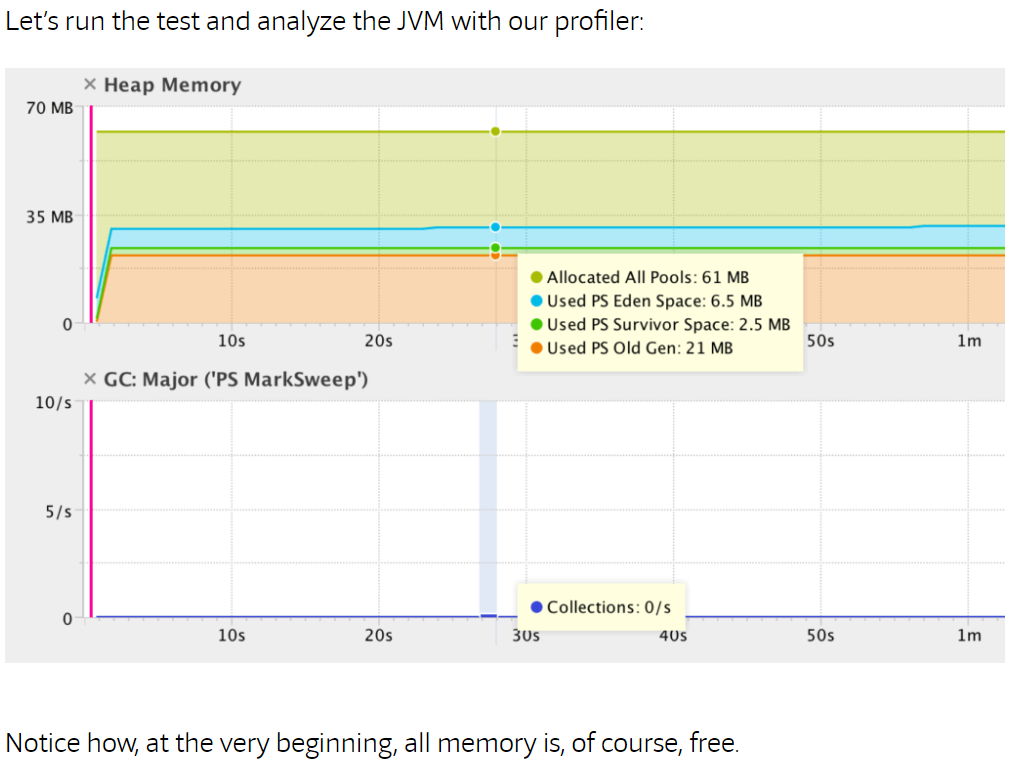 Let's run the test and analyze the JVM with our profiler:
× Heap Memory
70 MB
35 MB
0
10s 20s 3 50s 1m
Allocated All Pools: 61 MB
Used PS Eden Space: 6.5 MB
Used PS Survivor Space: 2.5 MB
Used PS Old Gen: 21 MB
× GC: Major ('PS MarkSweep')
10/s
5/s
0
Collections: 0/s
10s 20s 30s 40s 50s 1m
Notice how, at the very beginning, all memory is, of course, free.